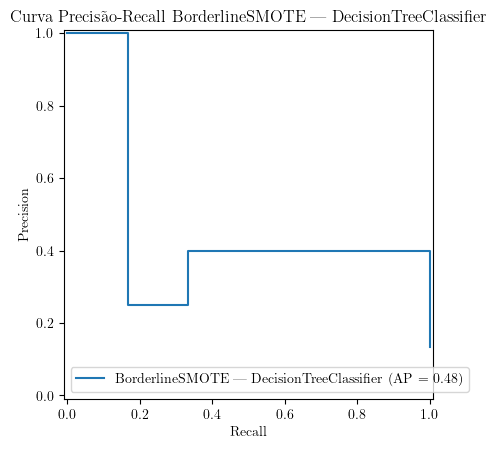 Curva Precisão-Recall BorderlineSMOTE — DecisionTreeClassifier
1.0
0.8
0.6
0.4
0.2
0.0
Precision
BorderlineSMOTE — DecisionTreeClassifier (AP = 0.48)
0.0 0.2 0.4 0.6 0.8 1.0
Recall